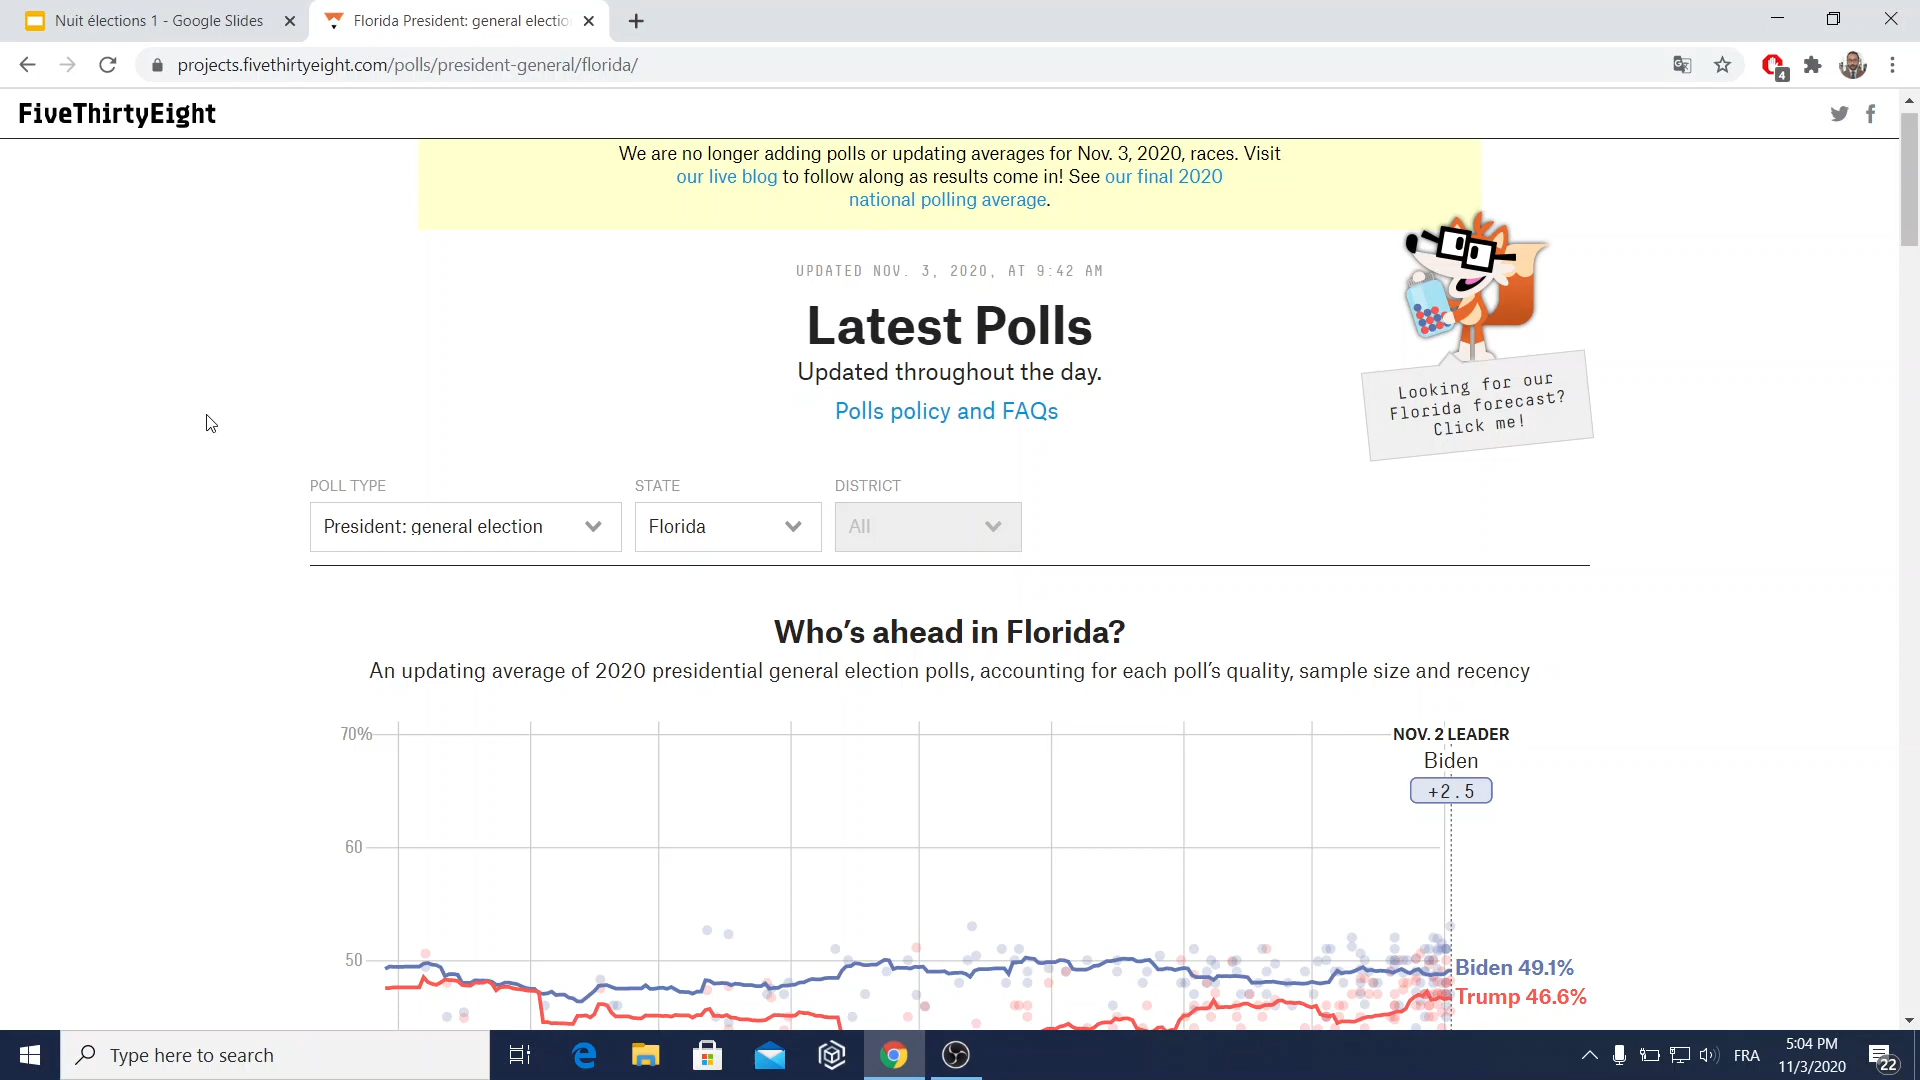 Nuit élections 1 - Google Slides
Florida President: general electio
projects.fivethirtyeight.com/polls/president-general/florida/
4
FiveThirtyEight
We are no longer adding polls or updating averages for Nov. 3, 2020, races. Visit
our live blog to follow along as results come in! See our final 2020
national polling average.
UPDATED NOV. 3, 2020, AT 9:42 AM
Latest Polls
Updated throughout the day.
Polls policy and FAQs
Looking for our
Florida forecast?
Click me!
POLL TYPE
STATE
DISTRICT
President: general election
Florida
All
Who's ahead in Florida?
An updating average of 2020 presidential general election polls, accounting for each poll's quality, sample size and recency
70%
NOV. 2 LEADER
Biden
+2.5
60
50
Biden 49.1%
Trump 46.6%
Type here to search
FRA
5:04 PM
11/3/2020
22